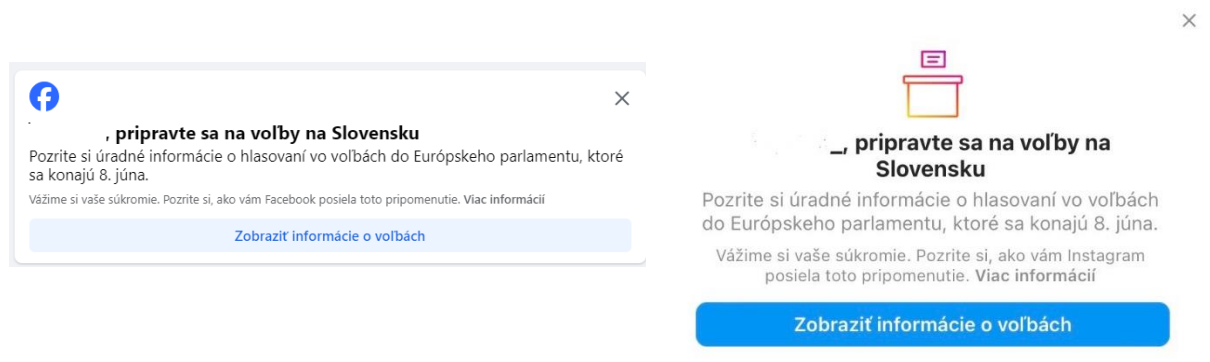 , pripravte sa na voľby na Slovensku
Pozrite si úradné informácie o hlasovaní vo voľbách do Európskeho parlamentu, ktoré
sa konajú 8. júna.
Vážime si vaše súkromie. Pozrite si, ako vám Facebook posiela toto pripomenutie. Viac informácií
Zobraziť informácie o voľbách
_, pripravte sa na voľby na
Slovensku
Pozrite si úradné informácie o hlasovaní vo voľbách
do Európskeho parlamentu, ktoré sa konajú 8. júna.
Vážime si vaše súkromie. Pozrite si, ako vám Instagram
posiela toto pripomenutie. Viac informácií
Zobraziť informácie o voľbách